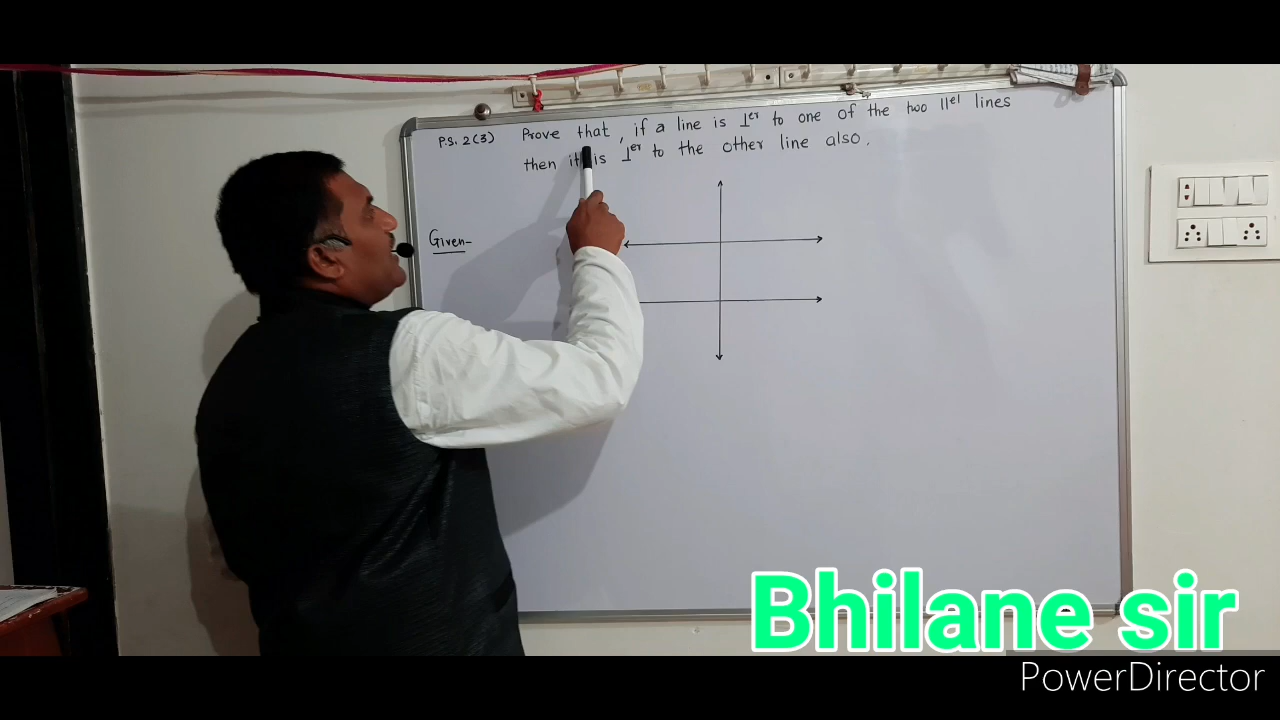 P.S. 2(3) Prove that, if a line is ⊥er to one of the two llel lines
then it is ⊥er to the other line also.
Given-
Bhilane sir
PowerDirector